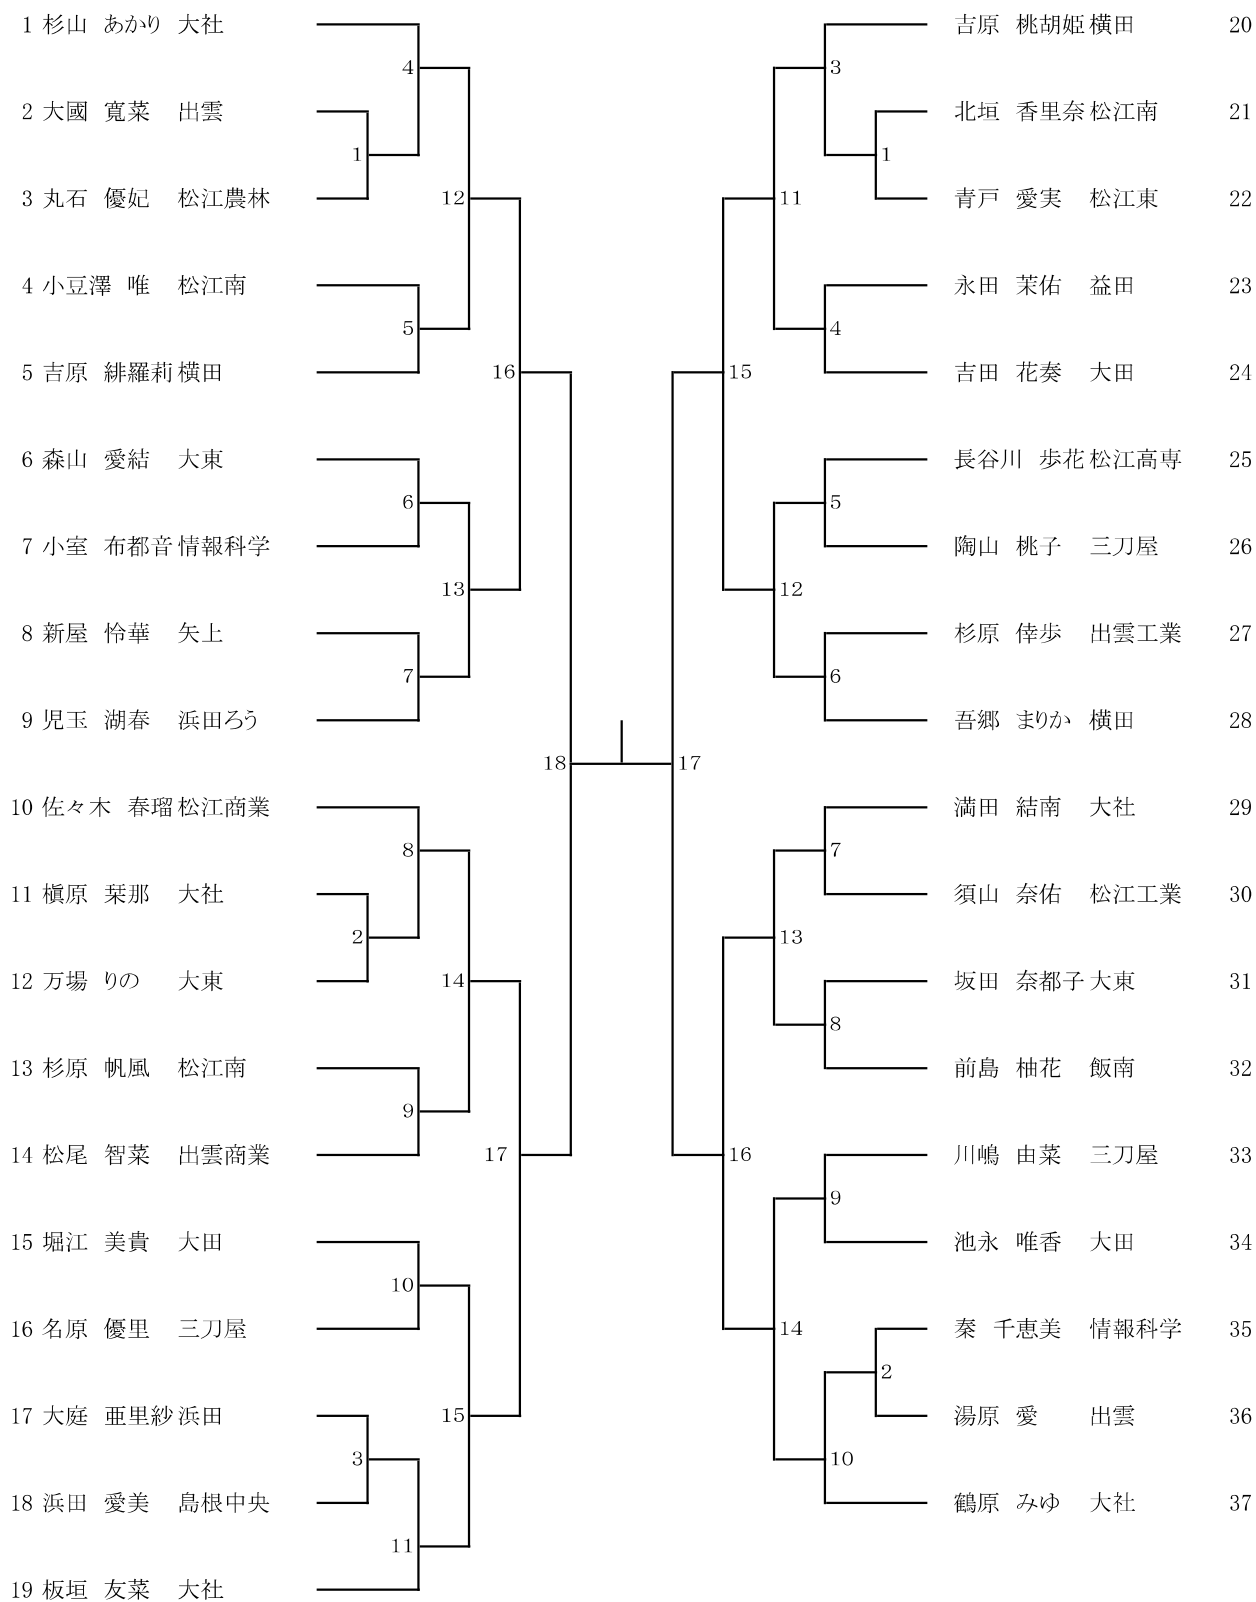 1 杉山 あかり 大社
4
2 大國 寛菜 出雲
1
3 丸石 優妃 松江農林
12
4 小豆澤 唯 松江南
5
5 吉原 緋羅莉 横田
16
6 森山 愛結 大東
6
7 小室 布都音 情報科学
13
8 新屋 怜華 矢上
7
9 児玉 湖春 浜田ろう
18
10 佐々木 春瑠 松江商業
8
11 槇原 栞那 大社
2
12 万場 りの 大東
14
13 杉原 帆風 松江南
9
14 松尾 智菜 出雲商業
17
15 堀江 美貴 大田
10
16 名原 優里 三刀屋
17 大庭 亜里紗 浜田
15
3
18 浜田 愛美 島根中央
11
19 板垣 友菜 大社
吉原 桃胡姫 横田 20
3
北垣 香里奈 松江南 21
1
青戸 愛実 松江東 22
11
永田 茉佑 益田 23
4
吉田 花奏 大田 24
15
長谷川 歩花 松江高専 25
5
陶山 桃子 三刀屋 26
12
杉原 倖歩 出雲工業 27
6
吾郷 まりか 横田 28
17
満田 結南 大社 29
7
須山 奈佑 松江工業 30
13
坂田 奈都子 大東 31
8
前島 柚花 飯南 32
川嶋 由菜 三刀屋 33
16
9
池永 唯香 大田 34
秦 千恵美 情報科学 35
14
2
湯原 愛 出雲 36
10
鶴原 みゆ 大社 37